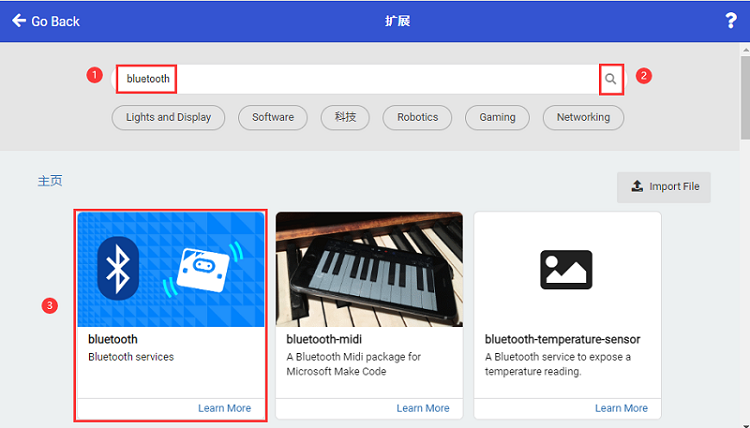 Go Back
扩展
?
1
bluetooth
2
Lights and Display
Software
科技
Robotics
Gaming
Networking
主页
Import File
3
bluetooth
Bluetooth services
Learn More
bluetooth-midi
A Bluetooth Midi package for
Microsoft Make Code
Learn More
bluetooth-temperature-sensor
A Bluetooth service to expose a
temperature reading.
Learn More